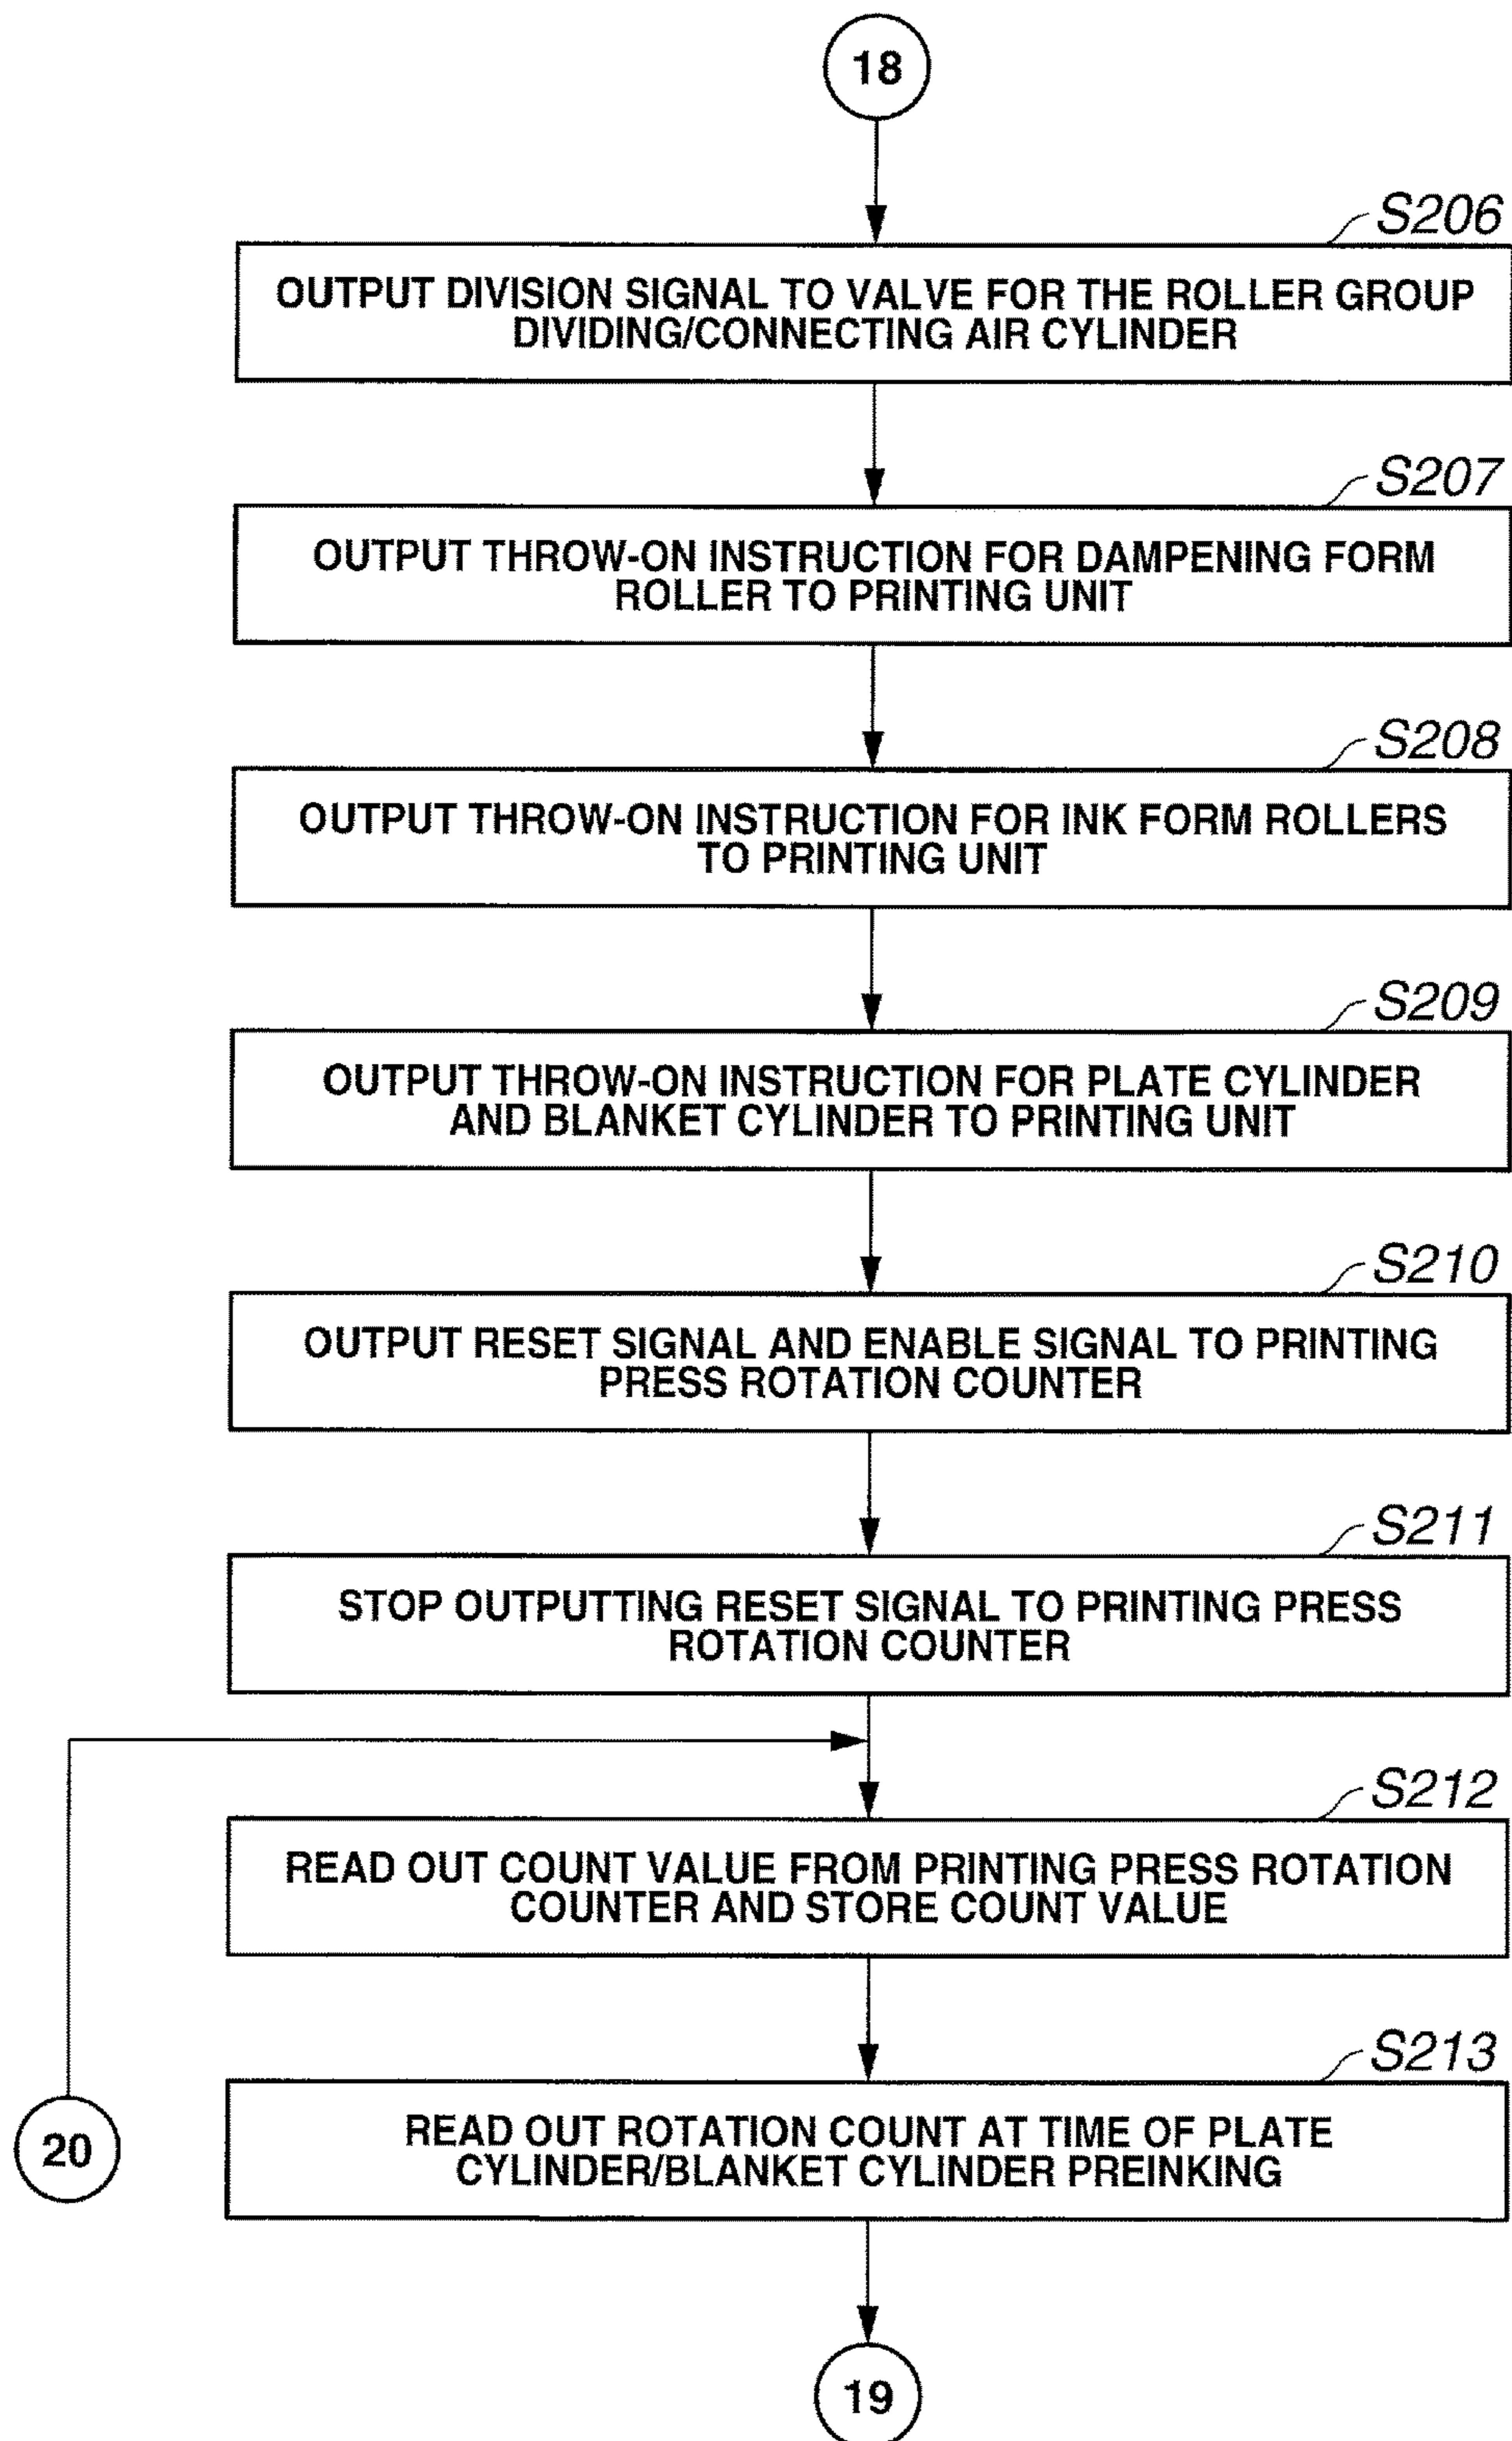 18
S206
OUTPUT DIVISION SIGNAL TO VALVE FOR THE ROLLER GROUP
DIVIDING/CONNECTING AIR CYLINDER
S207
OUTPUT THROW-ON INSTRUCTION FOR DAMPENING FORM
ROLLER TO PRINTING UNIT
S208
OUTPUT THROW-ON INSTRUCTION FOR INK FORM ROLLERS
TO PRINTING UNIT
S209
OUTPUT THROW-ON INSTRUCTION FOR PLATE CYLINDER
AND BLANKET CYLINDER TO PRINTING UNIT
S210
OUTPUT RESET SIGNAL AND ENABLE SIGNAL TO PRINTING
PRESS ROTATION COUNTER
S211
STOP OUTPUTTING RESET SIGNAL TO PRINTING PRESS
ROTATION COUNTER
S212
READ OUT COUNT VALUE FROM PRINTING PRESS ROTATION
COUNTER AND STORE COUNT VALUE
S213
READ OUT ROTATION COUNT AT TIME OF PLATE
CYLINDER/BLANKET CYLINDER PREINKING
20
19